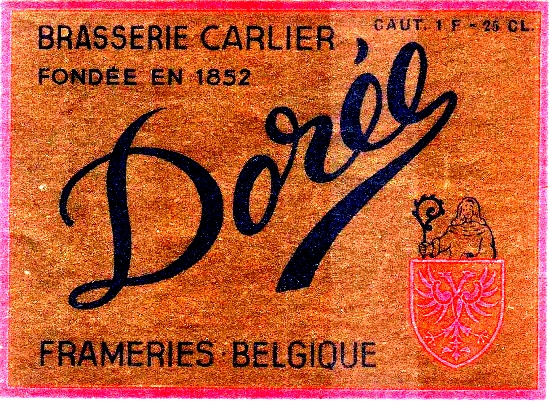 BRASSERIE CARLIER
CAUT. 1 F - 25 CL.
FONDÉE EN 1852
Dorée
FRAMERIES - BELGIQUE